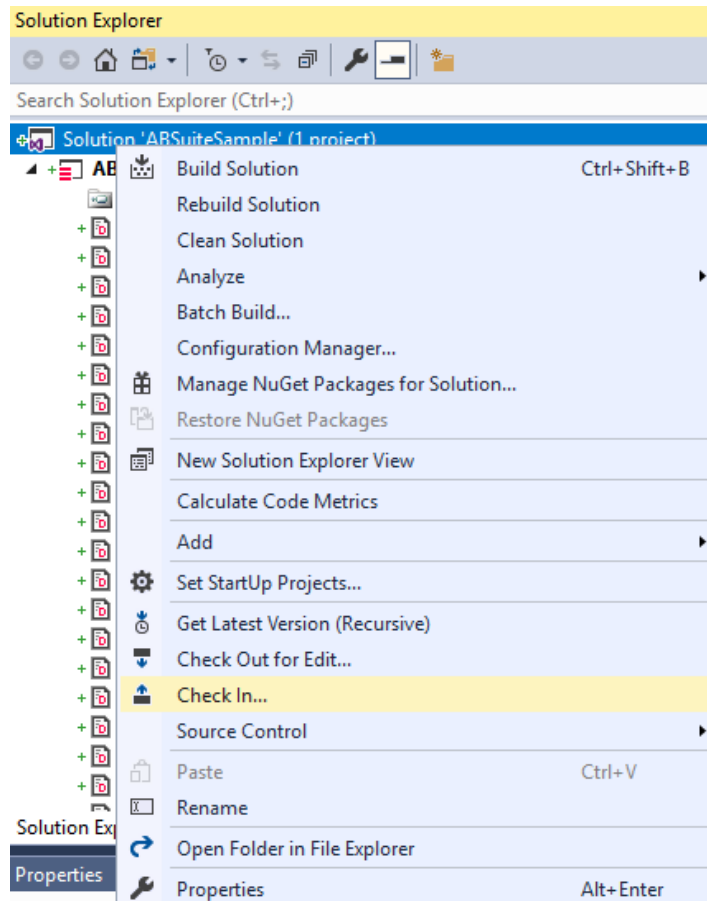 Solution Explorer
Search Solution Explorer (Ctrl+;)
Solution 'ABSuiteSample' (1 project)
AB
Build Solution Ctrl+Shift+B
Rebuild Solution
Clean Solution
Analyze
Batch Build...
Configuration Manager...
Manage NuGet Packages for Solution...
Restore NuGet Packages
New Solution Explorer View
Calculate Code Metrics
Add
Set StartUp Projects...
Get Latest Version (Recursive)
Check Out for Edit...
Check In...
Source Control
Paste Ctrl+V
Rename
Solution Exp
Open Folder in File Explorer
Properties
Properties Alt+Enter